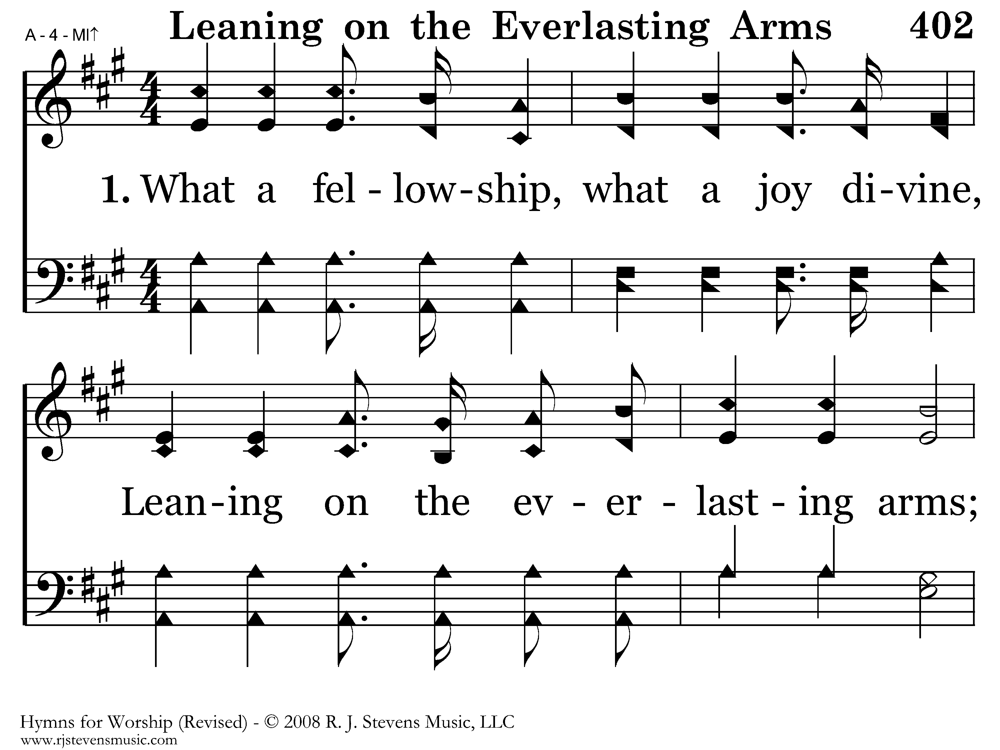 Leaning on the Everlasting Arms 402
A - 4 - MI↑
1. What a fel - low - ship, what a joy di - vine,
Lean - ing on the ev - er - last - ing arms;
Hymns for Worship (Revised) - © 2008 R. J. Stevens Music, LLC
www.rjstevensmusic.com